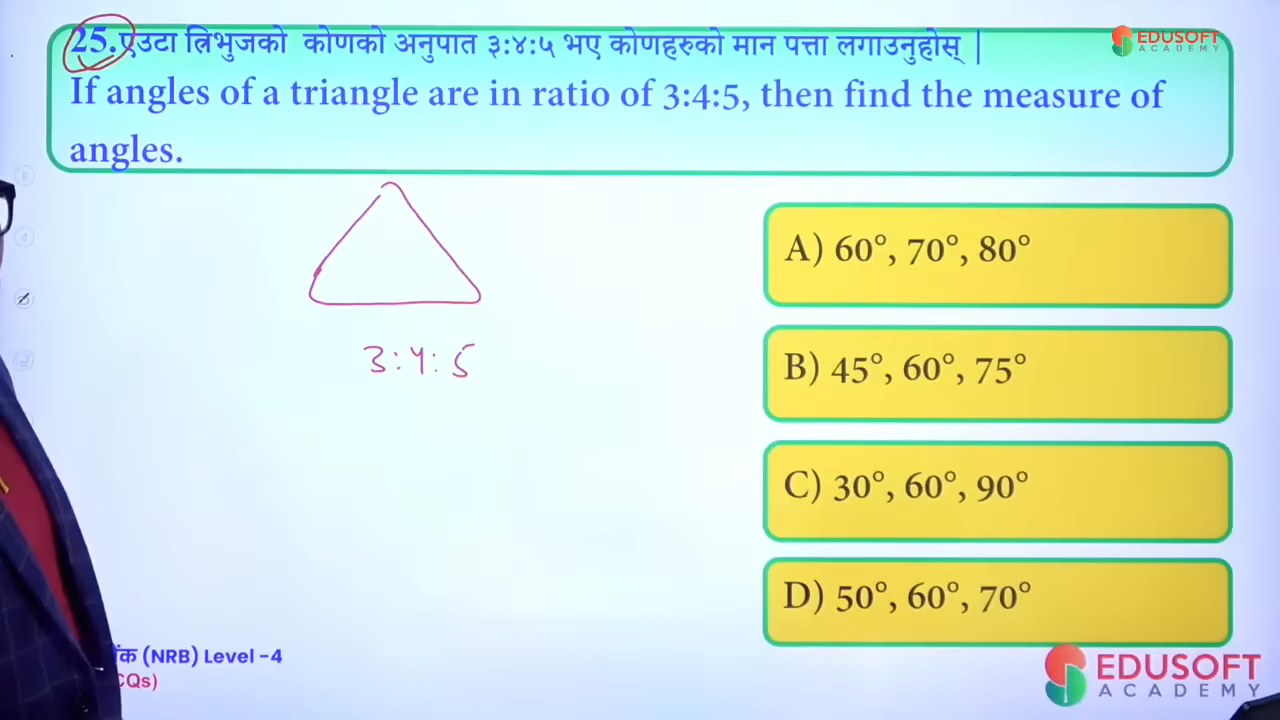 25. एउटा त्रिभुजको कोणको अनुपात ३:४:५ भए कोणहरुको मान पत्ता लगाउनुहोस् |
EDUSOFT
ACADEMY
If angles of a triangle are in ratio of 3:4:5, then find the measure of
angles.
3:4:5
A) 60°, 70°, 80°
B) 45°, 60°, 75°
C) 30°, 60°, 90°
D) 50°, 60°, 70°
(NRB) Level -4
CQs)
EDUSOFT
ACADEMY